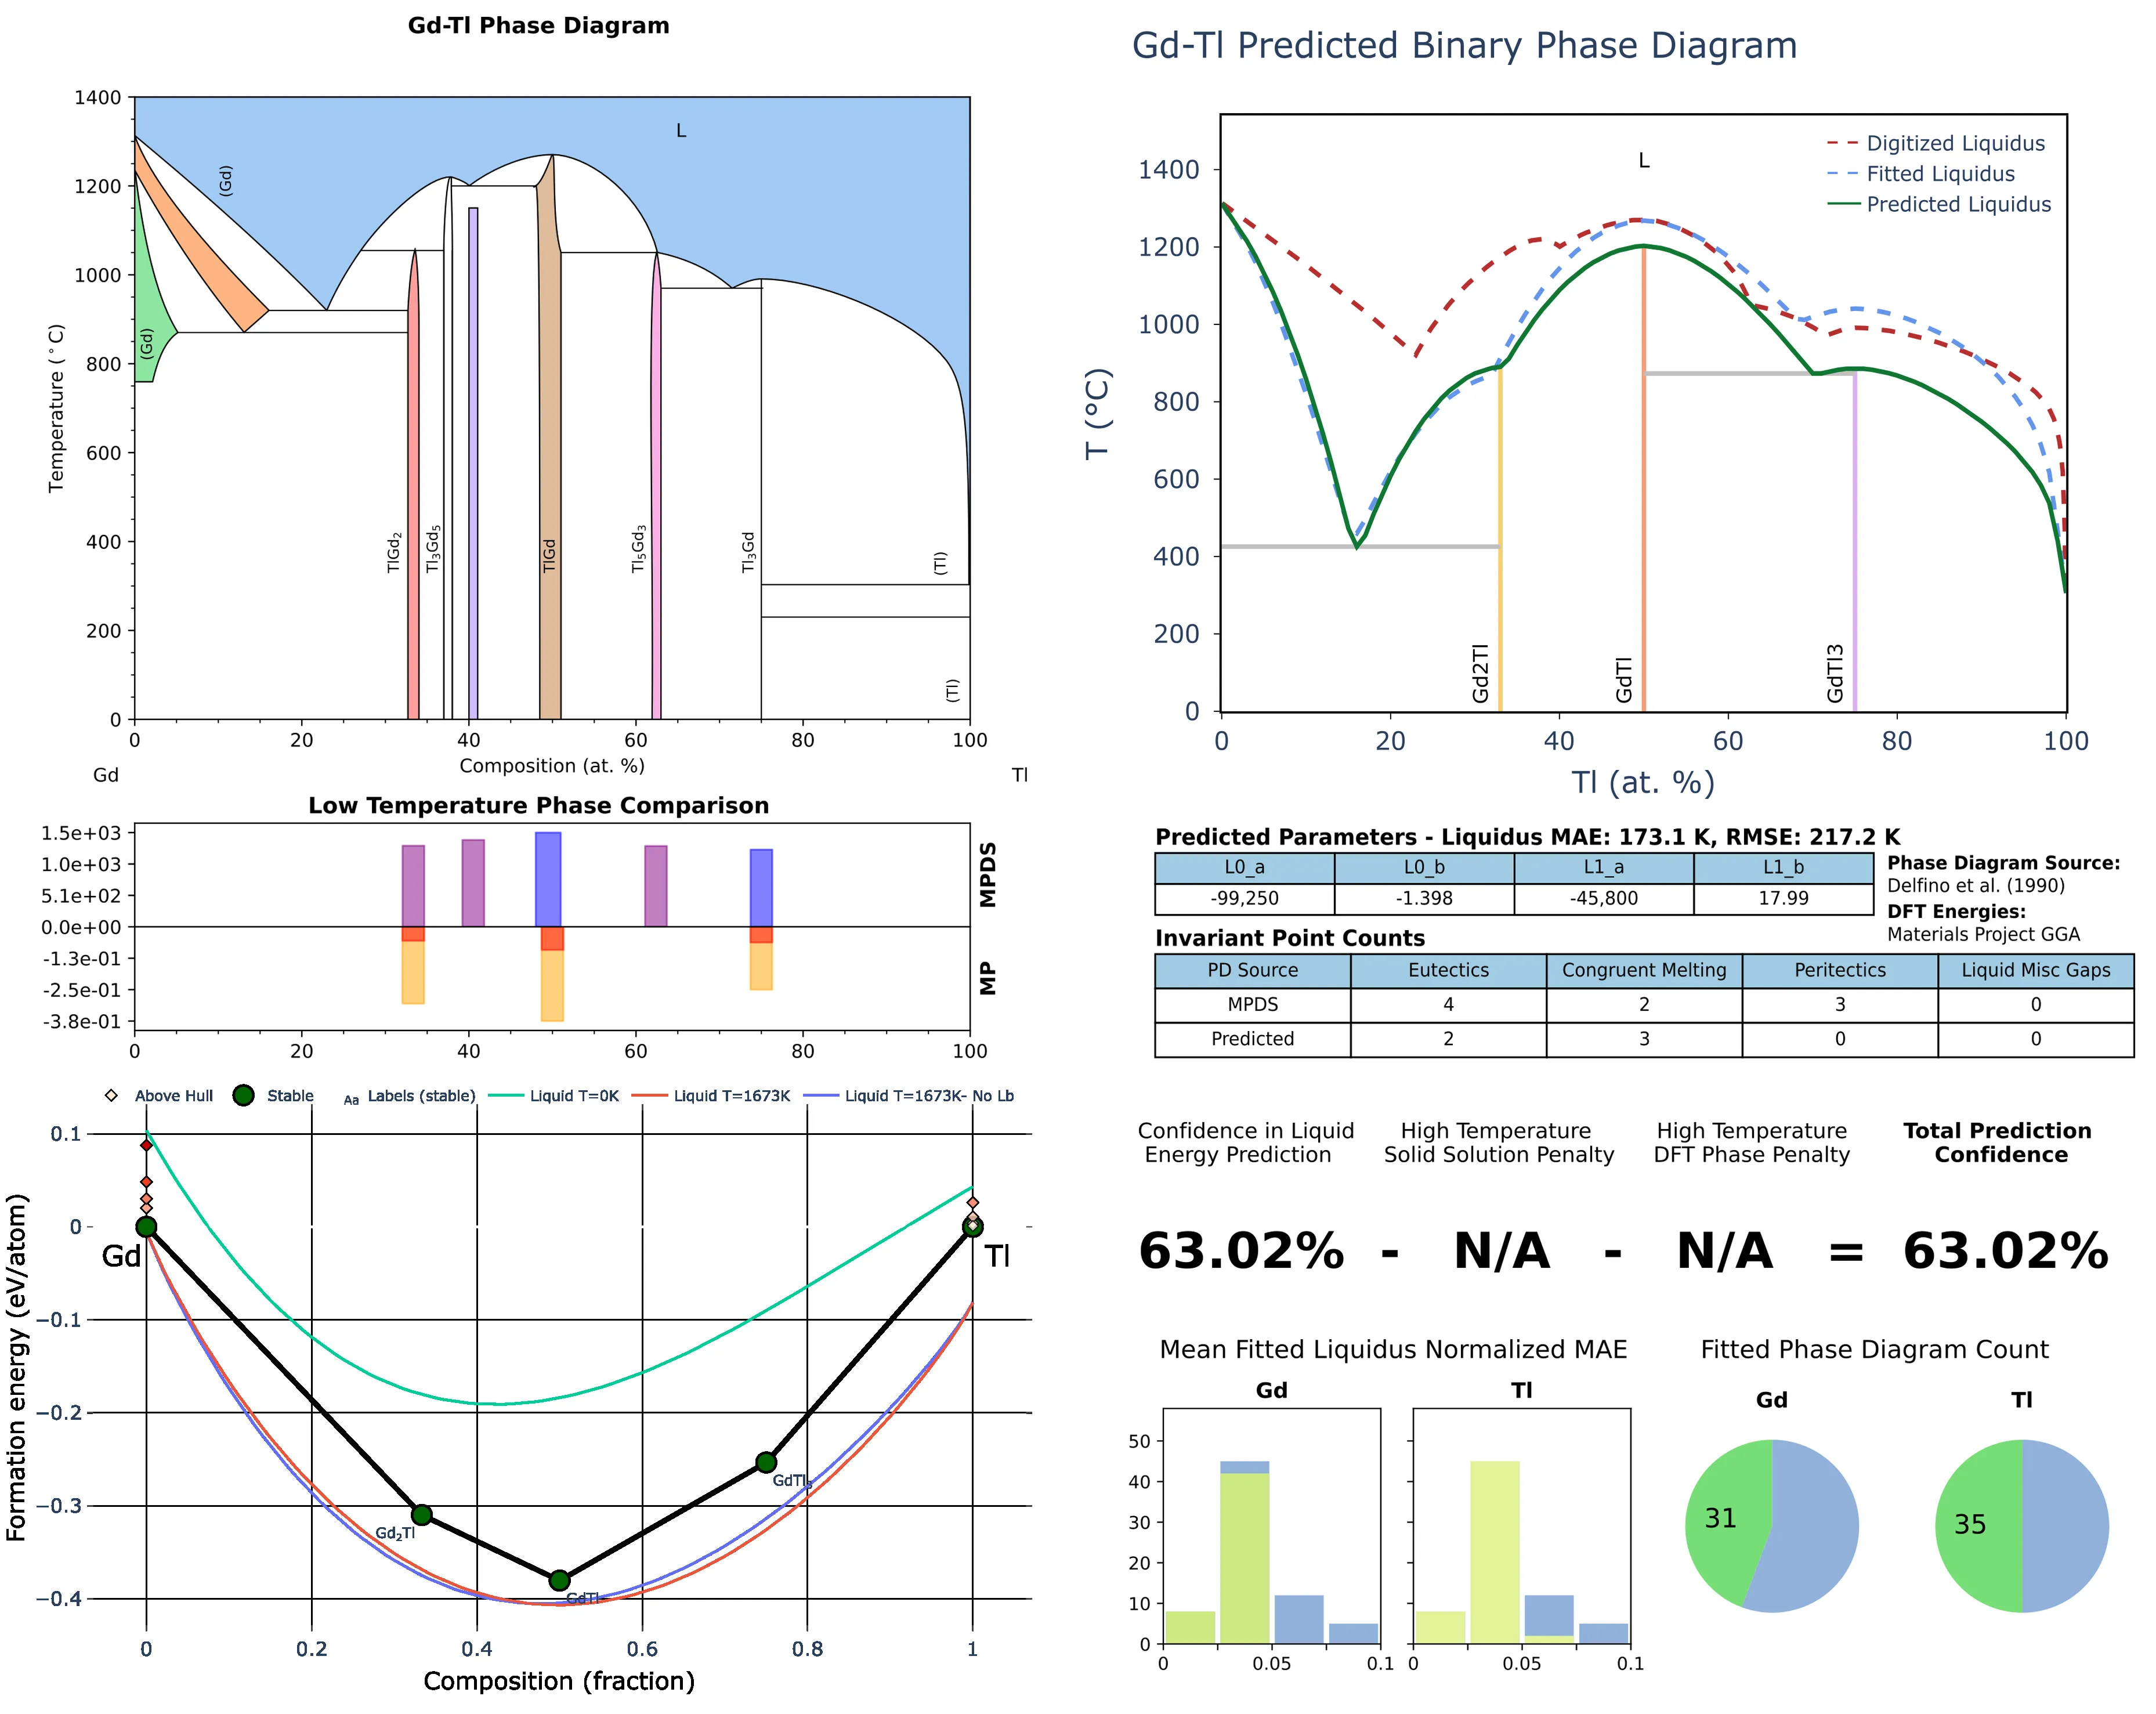 Gd-Tl Phase Diagram
1400
1200
1000
800
600
400
200
0
Temperature (°C)
L
(Gd)
(Gd)
TlGd2
Tl3Gd5
TlGd
Tl5Gd3
Tl3Gd
(Tl)
(Tl)
0 20 40 60 80 100
Composition (at. %)
Gd Tl
Low Temperature Phase Comparison
1.5e+03
1.0e+03
5.1e+02
0.0e+00
-1.3e-01
-2.5e-01
-3.8e-01
MPDS
MP
0 20 40 60 80 100
Above Hull Stable Aa Labels (stable) Liquid T=0K Liquid T=1673K Liquid T=1673K- No Lb
0.1
0
−0.1
−0.2
−0.3
−0.4
Formation energy (eV/atom)
Gd
Tl
Gd2Tl
GdTl
GdTl3
0 0.2 0.4 0.6 0.8 1
Composition (fraction)
Gd-Tl Predicted Binary Phase Diagram
1400
1200
1000
800
600
400
200
0
T (°C)
L
Digitized Liquidus
Fitted Liquidus
Predicted Liquidus
Gd2Tl
GdTl
GdTl3
0 20 40 60 80 100
Tl (at. %)
Predicted Parameters - Liquidus MAE: 173.1 K, RMSE: 217.2 K
L0_a L0_b L1_a L1_b
-99,250 -1.398 -45,800 17.99
Phase Diagram Source:
Delfino et al. (1990)
DFT Energies:
Materials Project GGA
Invariant Point Counts
PD Source Eutectics Congruent Melting Peritectics Liquid Misc Gaps
MPDS 4 2 3 0
Predicted 2 3 0 0
Confidence in Liquid
Energy Prediction
High Temperature
Solid Solution Penalty
High Temperature
DFT Phase Penalty
Total Prediction
Confidence
63.02% - N/A - N/A = 63.02%
Mean Fitted Liquidus Normalized MAE
Gd
Tl
50
40
30
20
10
0
0 0.05 0.1
0 0.05 0.1
Fitted Phase Diagram Count
Gd
Tl
31
35